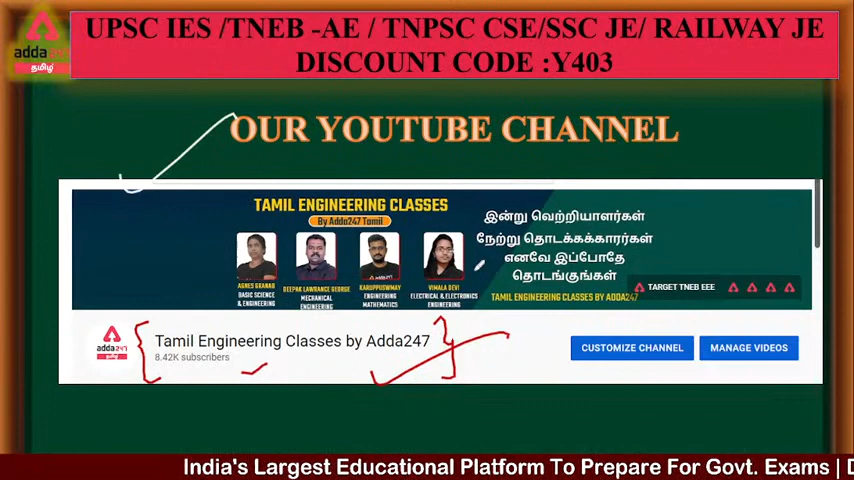 UPSC IES /TNEB -AE / TNPSC CSE/SSC JE/ RAILWAY JE
DISCOUNT CODE :Y403
adda247
தமிழ்
OUR YOUTUBE CHANNEL
TAMIL ENGINEERING CLASSES
By Adda247 Tamil
இன்று வெற்றியாளர்கள்
நேற்று தொடக்கக்காரர்கள்
எனவே இப்போதே
தொடங்குங்கள்
AGNES GRANAB
BASIC SCIENCE
& ENGINEERING
DEEPAK LAWRANCE GEORGE
MECHANICAL
ENGINEERING
KARUPPUSWMAY
ENGINEERING
MATHEMATICS
VIMALA DEVI
ELECTRICAL & ELECTRONICS
ENGINEERING
TAMIL ENGINEERING CLASSES BY ADDA247
TARGET TNEB EEE
adda247
தமிழ்
Tamil Engineering Classes by Adda247
8.42K subscribers
CUSTOMIZE CHANNEL
MANAGE VIDEOS
India's Largest Educational Platform To Prepare For Govt. Exams | D